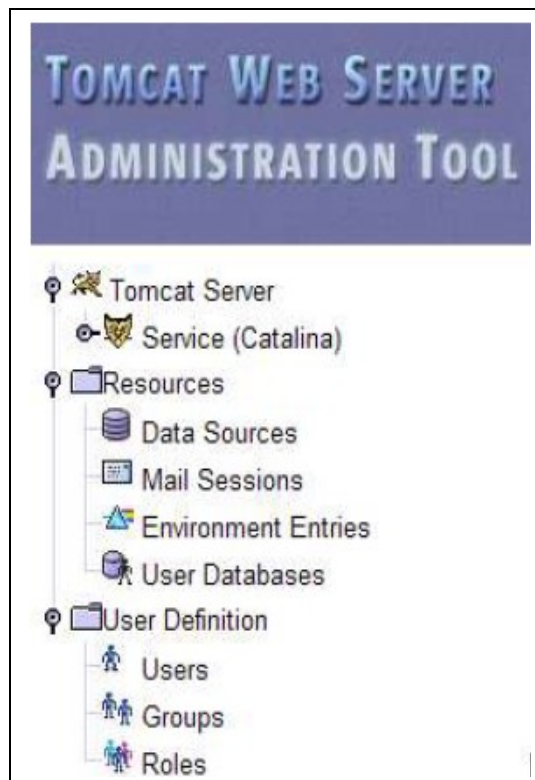 TOMCAT WEB SERVER
ADMINISTRATION TOOL
Tomcat Server
Service (Catalina)
Resources
Data Sources
Mail Sessions
Environment Entries
User Databases
User Definition
Users
Groups
Roles